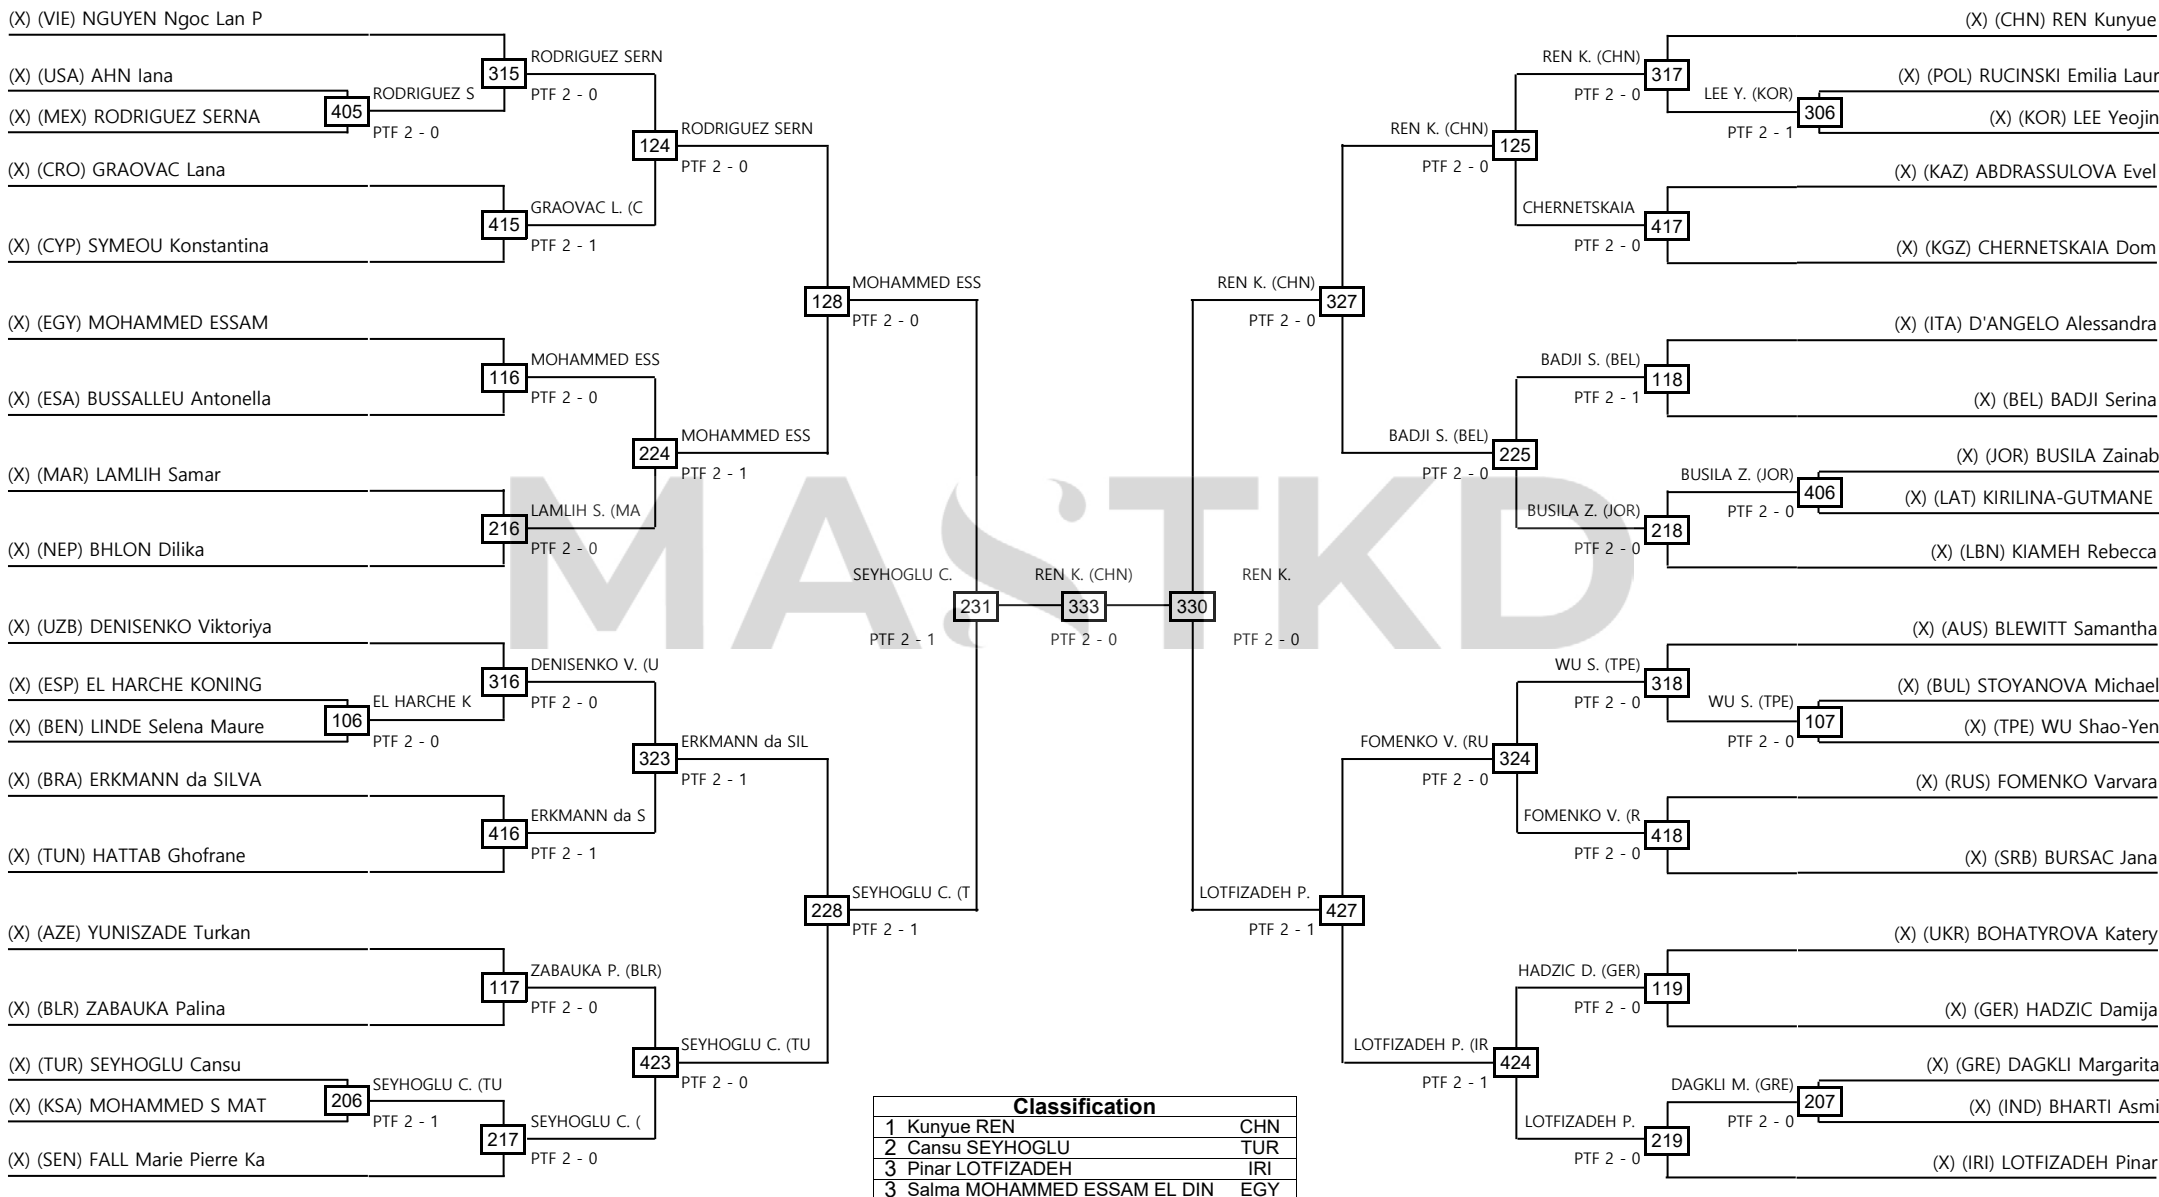 (X) (VIE) NGUYEN Ngoc Lan P
(X) (USA) AHN Iana
(X) (MEX) RODRIGUEZ SERNA
(X) (CRO) GRAOVAC Lana
(X) (CYP) SYMEOU Konstantina
(X) (EGY) MOHAMMED ESSAM
(X) (ESA) BUSSALLEU Antonella
(X) (MAR) LAMLIH Samar
(X) (NEP) BHLON Dilika
(X) (UZB) DENISENKO Viktoriya
(X) (ESP) EL HARCHE KONING
(X) (BEN) LINDE Selena Maure
(X) (BRA) ERKMANN da SILVA
(X) (TUN) HATTAB Ghofrane
(X) (AZE) YUNISZADE Turkan
(X) (BLR) ZABAUKA Palina
(X) (TUR) SEYHOGLU Cansu
(X) (KSA) MOHAMMED S MAT
(X) (SEN) FALL Marie Pierre Ka
405
RODRIGUEZ S
PTF 2 - 0
106
EL HARCHE K
PTF 2 - 0
206
SEYHOGLU C. (TU
PTF 2 - 1
315
RODRIGUEZ SERN
PTF 2 - 0
415
GRAOVAC L. (C
PTF 2 - 1
116
MOHAMMED ESS
PTF 2 - 0
216
LAMLIH S. (MA
PTF 2 - 0
316
DENISENKO V. (U
PTF 2 - 0
416
ERKMANN da S
PTF 2 - 1
117
ZABAUKA P. (BLR)
PTF 2 - 0
217
SEYHOGLU C. (
PTF 2 - 0
124
RODRIGUEZ SERN
PTF 2 - 0
224
MOHAMMED ESS
PTF 2 - 1
323
ERKMANN da SIL
PTF 2 - 1
423
SEYHOGLU C. (TU
PTF 2 - 0
128
MOHAMMED ESS
PTF 2 - 0
228
SEYHOGLU C. (T
PTF 2 - 1
SEYHOGLU C.
231
PTF 2 - 1
REN K. (CHN)
333
PTF 2 - 0
REN K.
330
PTF 2 - 0
MASTKD
REN K. (CHN)
327
PTF 2 - 0
LOTFIZADEH P.
427
PTF 2 - 1
REN K. (CHN)
125
PTF 2 - 0
BADJI S. (BEL)
225
PTF 2 - 0
FOMENKO V. (RU
324
PTF 2 - 0
LOTFIZADEH P. (IR
424
PTF 2 - 1
REN K. (CHN)
317
PTF 2 - 0
CHERNETSKAIA
417
PTF 2 - 0
BADJI S. (BEL)
118
PTF 2 - 1
BUSILA Z. (JOR)
218
PTF 2 - 0
WU S. (TPE)
318
PTF 2 - 0
FOMENKO V. (R
418
PTF 2 - 0
HADZIC D. (GER)
119
PTF 2 - 0
LOTFIZADEH P.
219
PTF 2 - 0
LEE Y. (KOR)
306
PTF 2 - 1
BUSILA Z. (JOR)
406
PTF 2 - 0
WU S. (TPE)
107
PTF 2 - 0
DAGKLI M. (GRE)
207
PTF 2 - 0
(X) (CHN) REN Kunyue
(X) (POL) RUCINSKI Emilia Laur
(X) (KOR) LEE Yeojin
(X) (KAZ) ABDRASSULOVA Evel
(X) (KGZ) CHERNETSKAIA Dom
(X) (ITA) D'ANGELO Alessandra
(X) (BEL) BADJI Serina
(X) (JOR) BUSILA Zainab
(X) (LAT) KIRILINA-GUTMANE
(X) (LBN) KIAMEH Rebecca
(X) (AUS) BLEWITT Samantha
(X) (BUL) STOYANOVA Michael
(X) (TPE) WU Shao-Yen
(X) (RUS) FOMENKO Varvara
(X) (SRB) BURSAC Jana
(X) (UKR) BOHATYROVA Katery
(X) (GER) HADZIC Damija
(X) (GRE) DAGKLI Margarita
(X) (IND) BHARTI Asmi
(X) (IRI) LOTFIZADEH Pinar
Classification
1 Kunyue REN CHN
2 Cansu SEYHOGLU TUR
3 Pinar LOTFIZADEH IRI
3 Salma MOHAMMED ESSAM EL DIN EGY